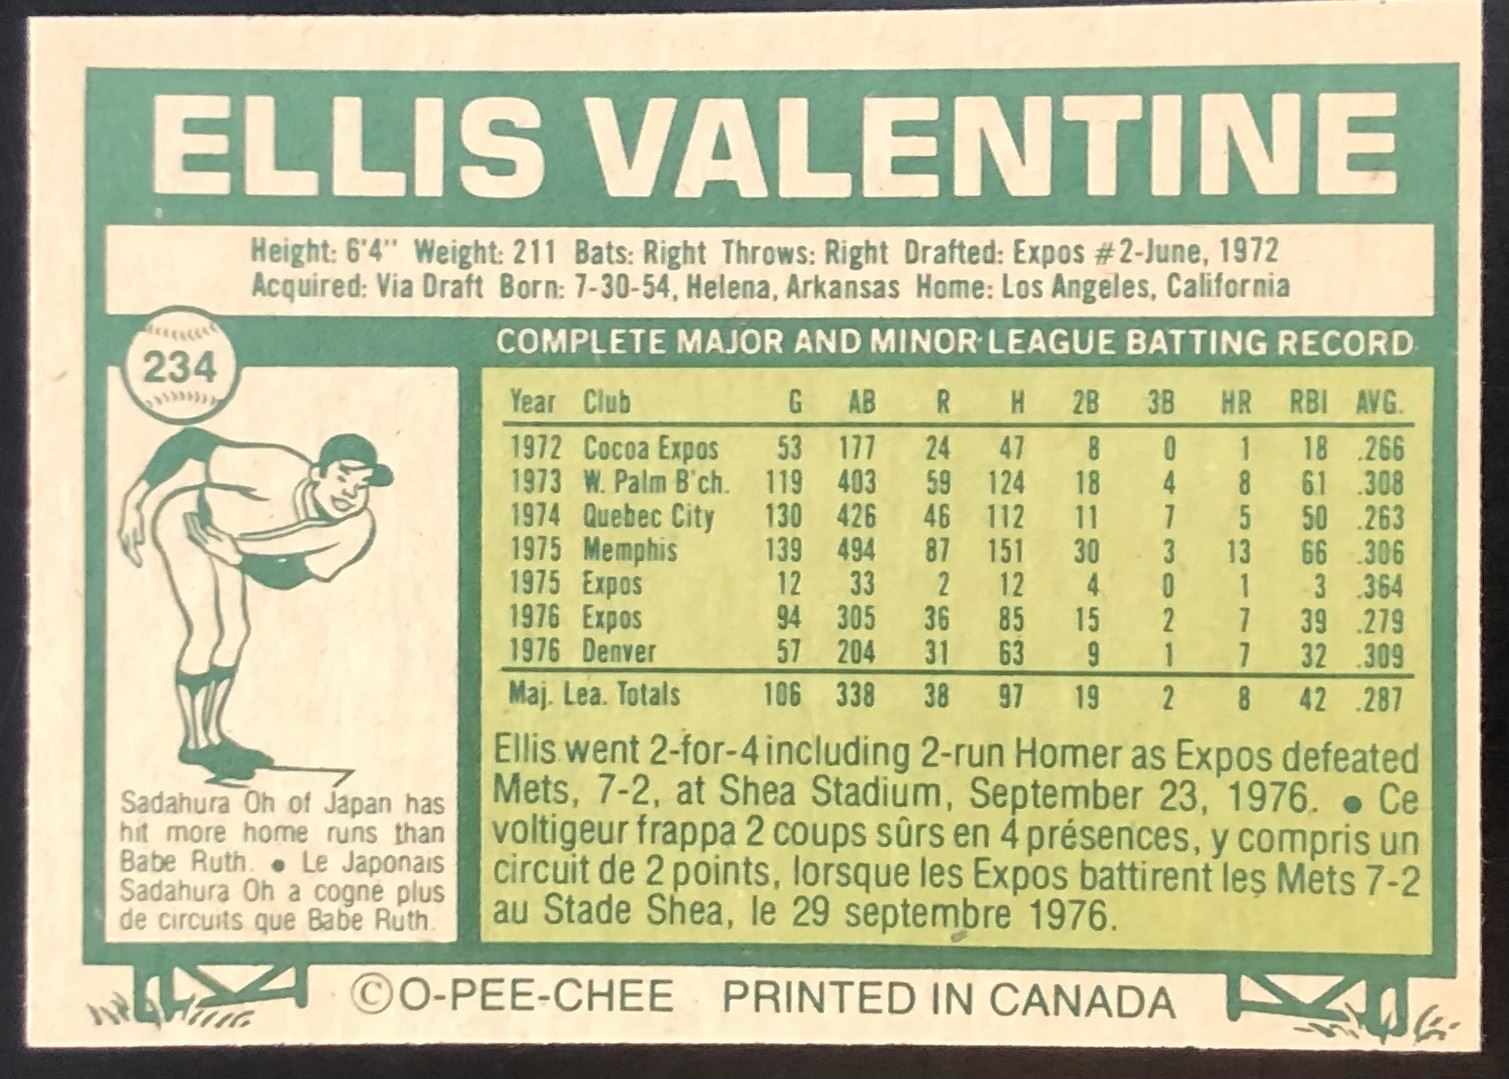 ELLIS VALENTINE
Height: 6'4" Weight: 211 Bats: Right Throws: Right Drafted: Expos #2-June, 1972
Acquired: Via Draft Born: 7-30-54, Helena, Arkansas Home: Los Angeles, California
234
COMPLETE MAJOR AND MINOR LEAGUE BATTING RECORD
Year Club G AB R H 2B 3B HR RBI AVG.
1972 Cocoa Expos 53 177 24 47 8 0 1 18 .266
1973 W. Palm B'ch. 119 403 59 124 18 4 8 61 .308
1974 Quebec City 130 426 46 112 11 7 5 50 .263
1975 Memphis 139 494 87 151 30 3 13 66 .306
1975 Expos 12 33 2 12 4 0 1 3 .364
1976 Expos 94 305 36 85 15 2 7 39 .279
1976 Denver 57 204 31 63 9 1 7 32 .309
Maj. Lea. Totals 106 338 38 97 19 2 8 42 .287
Ellis went 2-for-4 including 2-run Homer as Expos defeated
Mets, 7-2, at Shea Stadium, September 23, 1976. • Ce
voltigeur frappa 2 coups sûrs en 4 présences, y compris un
circuit de 2 points, lorsque les Expos battirent les Mets 7-2
au Stade Shea, le 29 septembre 1976.
Sadahura Oh of Japan has
hit more home runs than
Babe Ruth. • Le Japonais
Sadahura Oh a cogné plus
de circuits que Babe Ruth.
©O-PEE-CHEE PRINTED IN CANADA